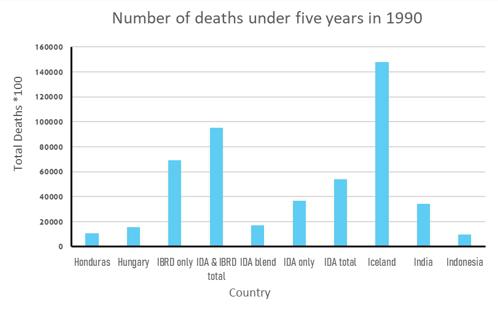 Number of deaths under five years in 1990
Total Deaths *100
160000
140000
120000
100000
80000
60000
40000
20000
0
Honduras Hungary IBRD only IDA & IBRD total IDA blend IDA only IDA total Iceland India Indonesia
Country